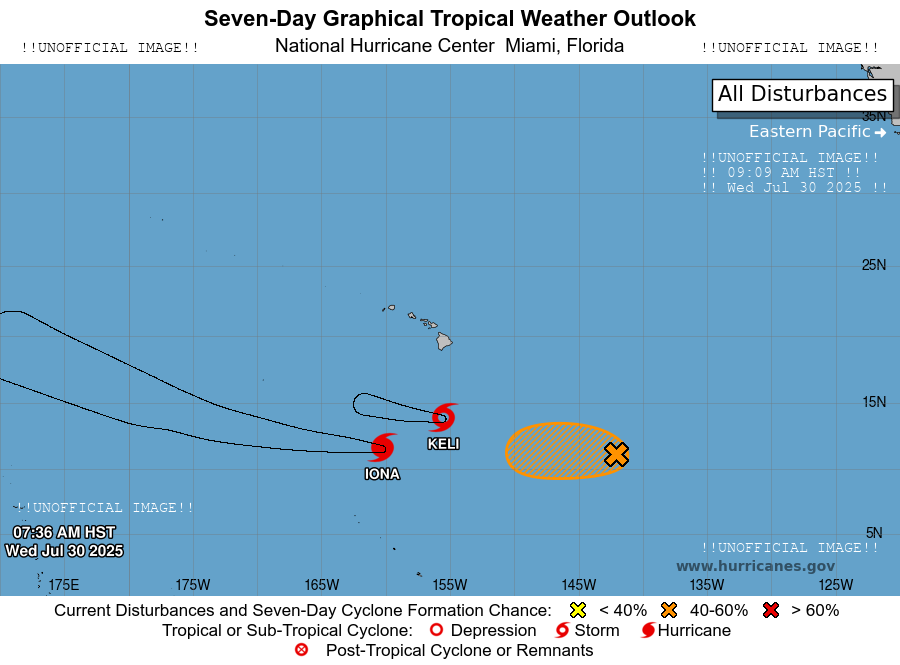 Seven-Day Graphical Tropical Weather Outlook
!!UNOFFICIAL IMAGE!! National Hurricane Center Miami, Florida !!UNOFFICIAL IMAGE!!
All Disturbances
35N
Eastern Pacific →
!!UNOFFICIAL IMAGE!!
!! 09:09 AM HST !!
!! Wed Jul 30 2025 !!
25N
15N
KELI
IONA
!!UNOFFICIAL IMAGE!!
07:36 AM HST
5N
Wed Jul 30 2025
!!UNOFFICIAL IMAGE!!
www.hurricanes.gov
175E 175W 165W 155W 145W 135W 125W
Current Disturbances and Seven-Day Cyclone Formation Chance: < 40% 40-60% > 60%
Tropical or Sub-Tropical Cyclone: Depression Storm Hurricane
Post-Tropical Cyclone or Remnants